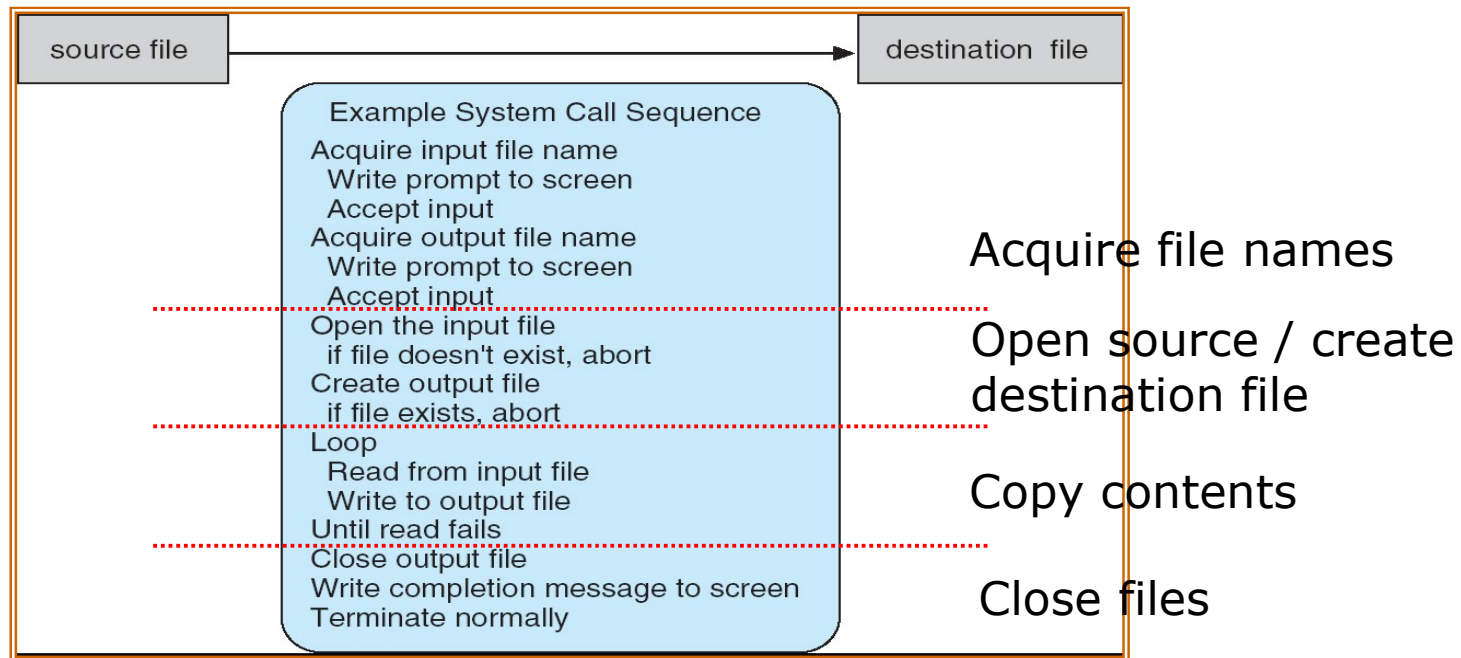 source file
destination file
Example System Call Sequence
Acquire input file name
Write prompt to screen
Accept input
Acquire output file name
Write prompt to screen
Accept input
Open the input file
if file doesn't exist, abort
Create output file
if file exists, abort
Loop
Read from input file
Write to output file
Until read fails
Close output file
Write completion message to screen
Terminate normally
Acquire file names
Open source / create
destination file
Copy contents
Close files